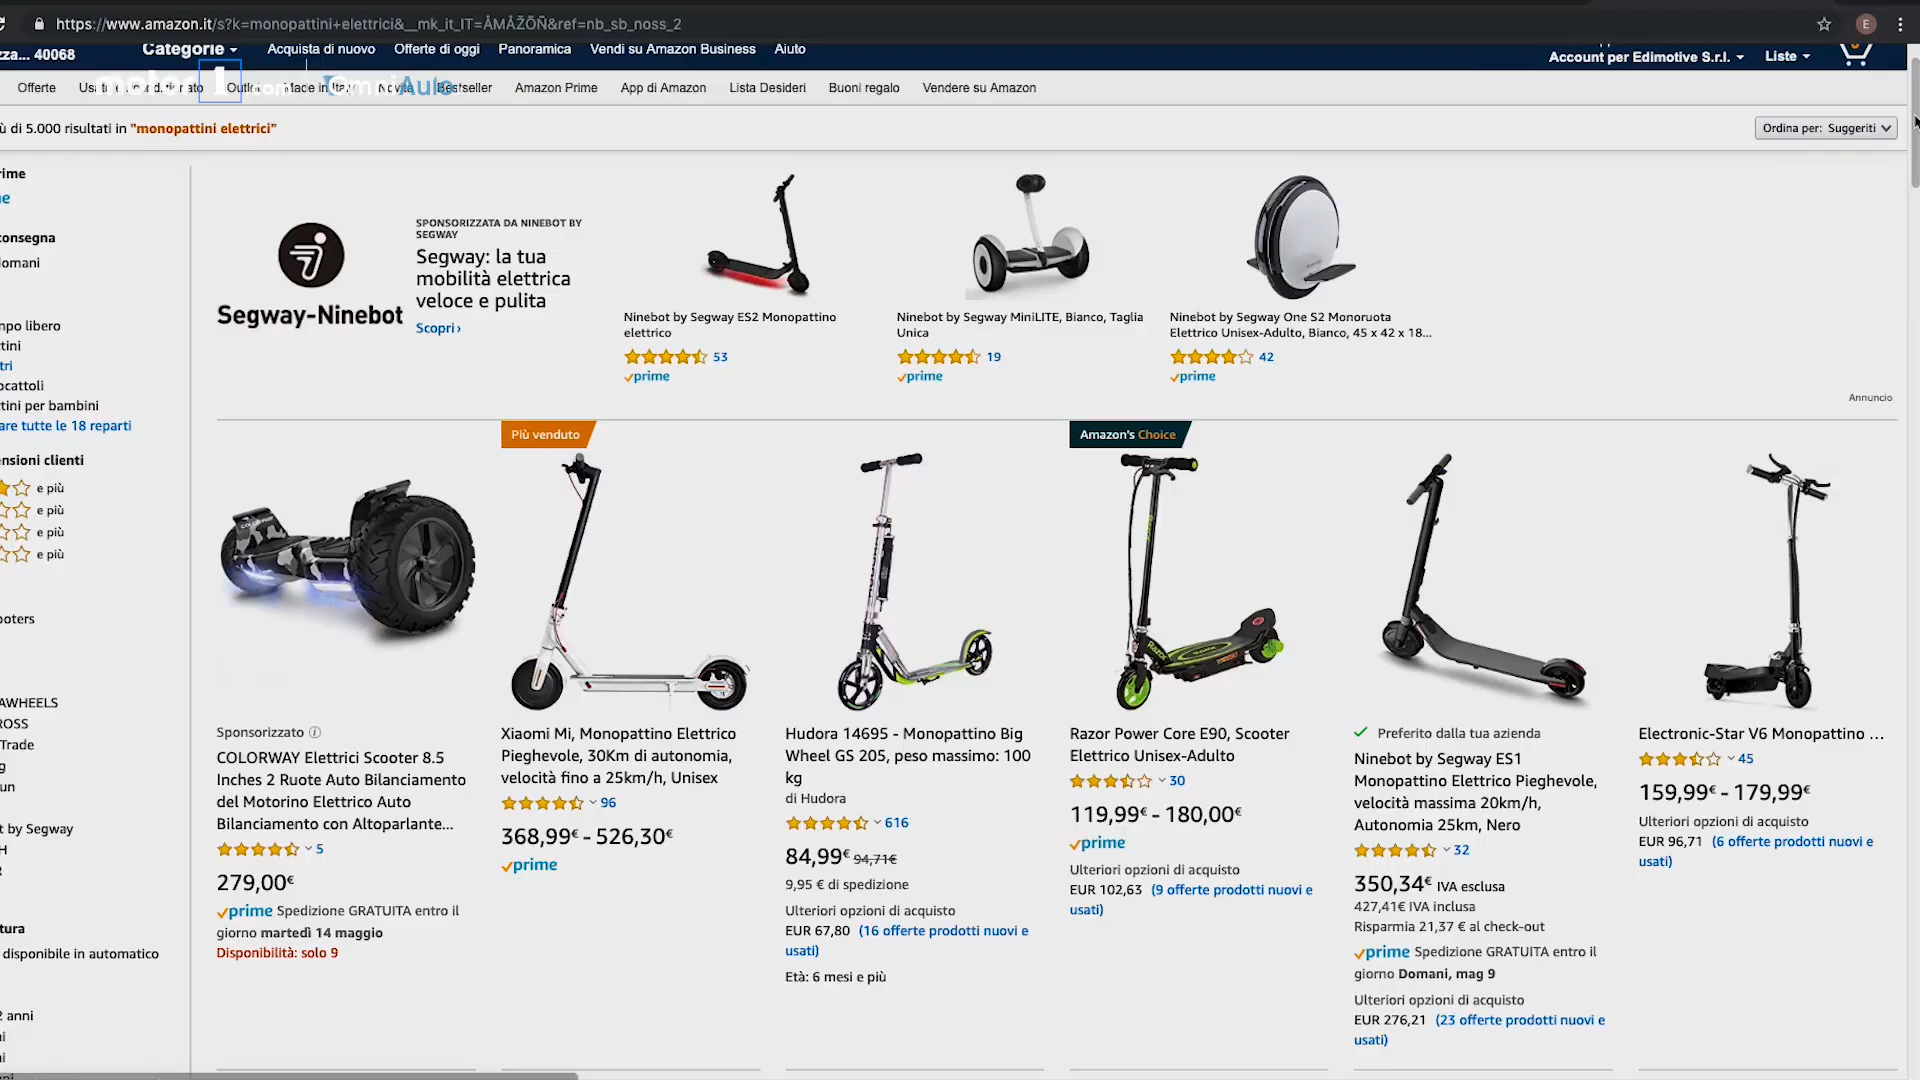 https://www.amazon.it/s?k=monopattini+elettrici&__mk_it_IT=ÅMÅŽÕÑ&ref=nb_sb_noss_2
E
zza... 40068
Categorie
Acquista di nuovo
Offerte di oggi
Panoramica
Vendi su Amazon Business
Aiuto
Account per Edimotive S.r.l.
Liste
motor1.com
OmniAuto
Offerte
Outlet
Made in Italy
Novità
Bestseller
Amazon Prime
App di Amazon
Lista Desideri
Buoni regalo
Vendere su Amazon
ù di 5.000 risultati in "monopattini elettrici"
Ordina per: Suggeriti
rime
e
consegna
domani
npo libero
ttini
tri
ocattoli
ttini per bambini
are tutte le 18 reparti
ensioni clienti
e più
e più
e più
e più
ooters
AWHEELS
ROSS
Trade
g
un
t by Segway
H
R
tura
disponibile in automatico
2 anni
ni
ni
Segway-Ninebot
SPONSORIZZATA DA NINEBOT BY
SEGWAY
Segway: la tua
mobilità elettrica
veloce e pulita
Scopri›
Ninebot by Segway ES2 Monopattino
elettrico
53
prime
Ninebot by Segway MiniLITE, Bianco, Taglia
Unica
19
prime
Ninebot by Segway One S2 Monoruota
Elettrico Unisex-Adulto, Bianco, 45 x 42 x 18...
42
prime
Annuncio
Sponsorizzato
COLORWAY Elettrici Scooter 8.5
Inches 2 Ruote Auto Bilanciamento
del Motorino Elettrico Auto
Bilanciamento con Altoparlante...
5
279,00€
prime Spedizione GRATUITA entro il
giorno martedì 14 maggio
Disponibilità: solo 9
Più venduto
Xiaomi Mi, Monopattino Elettrico
Pieghevole, 30Km di autonomia,
velocità fino a 25km/h, Unisex
96
368,99€ - 526,30€
prime
Hudora 14695 - Monopattino Big
Wheel GS 205, peso massimo: 100
kg
di Hudora
616
84,99€ 94,71€
9,95 € di spedizione
Ulteriori opzioni di acquisto
EUR 67,80 (16 offerte prodotti nuovi e
usati)
Età: 6 mesi e più
Amazon's Choice
Razor Power Core E90, Scooter
Elettrico Unisex-Adulto
30
119,99€ - 180,00€
prime
Ulteriori opzioni di acquisto
EUR 102,63 (9 offerte prodotti nuovi e
usati)
Preferito dalla tua azienda
Ninebot by Segway ES1
Monopattino Elettrico Pieghevole,
velocità massima 20km/h,
Autonomia 25km, Nero
32
350,34€ IVA esclusa
427,41€ IVA inclusa
Risparmia 21,37 € al check-out
prime Spedizione GRATUITA entro il
giorno Domani, mag 9
Ulteriori opzioni di acquisto
EUR 276,21 (23 offerte prodotti nuovi e
usati)
Electronic-Star V6 Monopattino ...
45
159,99€ - 179,99€
Ulteriori opzioni di acquisto
EUR 96,71 (6 offerte prodotti nuovi e
usati)